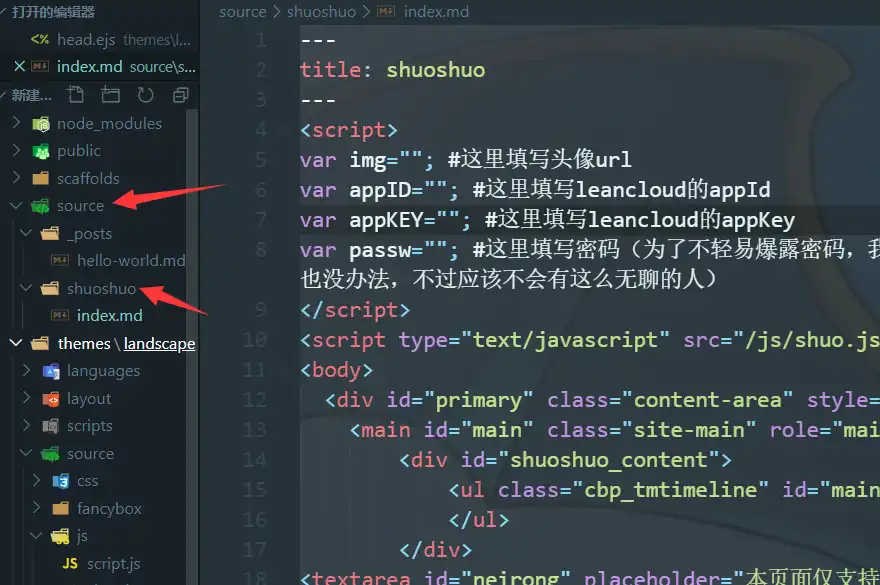 打开的编辑器
head.ejs themes\l...
index.md source\s...
新建...
node_modules
public
scaffolds
source
_posts
hello-world.md
shuoshuo
index.md
themes \ landscape
languages
layout
scripts
source
css
fancybox
js
JS script.js
source > shuoshuo > index.md
1 ---
2 title: shuoshuo
3 ---
4 <script>
5 var img=""; #这里填写头像url
6 var appID=""; #这里填写leancloud的appId
7 var appKEY=""; #这里填写leancloud的appKey
8 var passw=""; #这里填写密码（为了不轻易爆露密码，我
也没办法，不过应该不会有这么无聊的人）
9 </script>
10 <script type="text/javascript" src="/js/shuo.js
11 <body>
12 <div id="primary" class="content-area" style=
13 <main id="main" class="site-main" role="mai
14 <div id="shuoshuo_content">
15 <ul class="cbp_tmtimeline" id="main
16 </ul>
17 </div>
18 <textarea id="neirong" placeholder="本页面仅支持